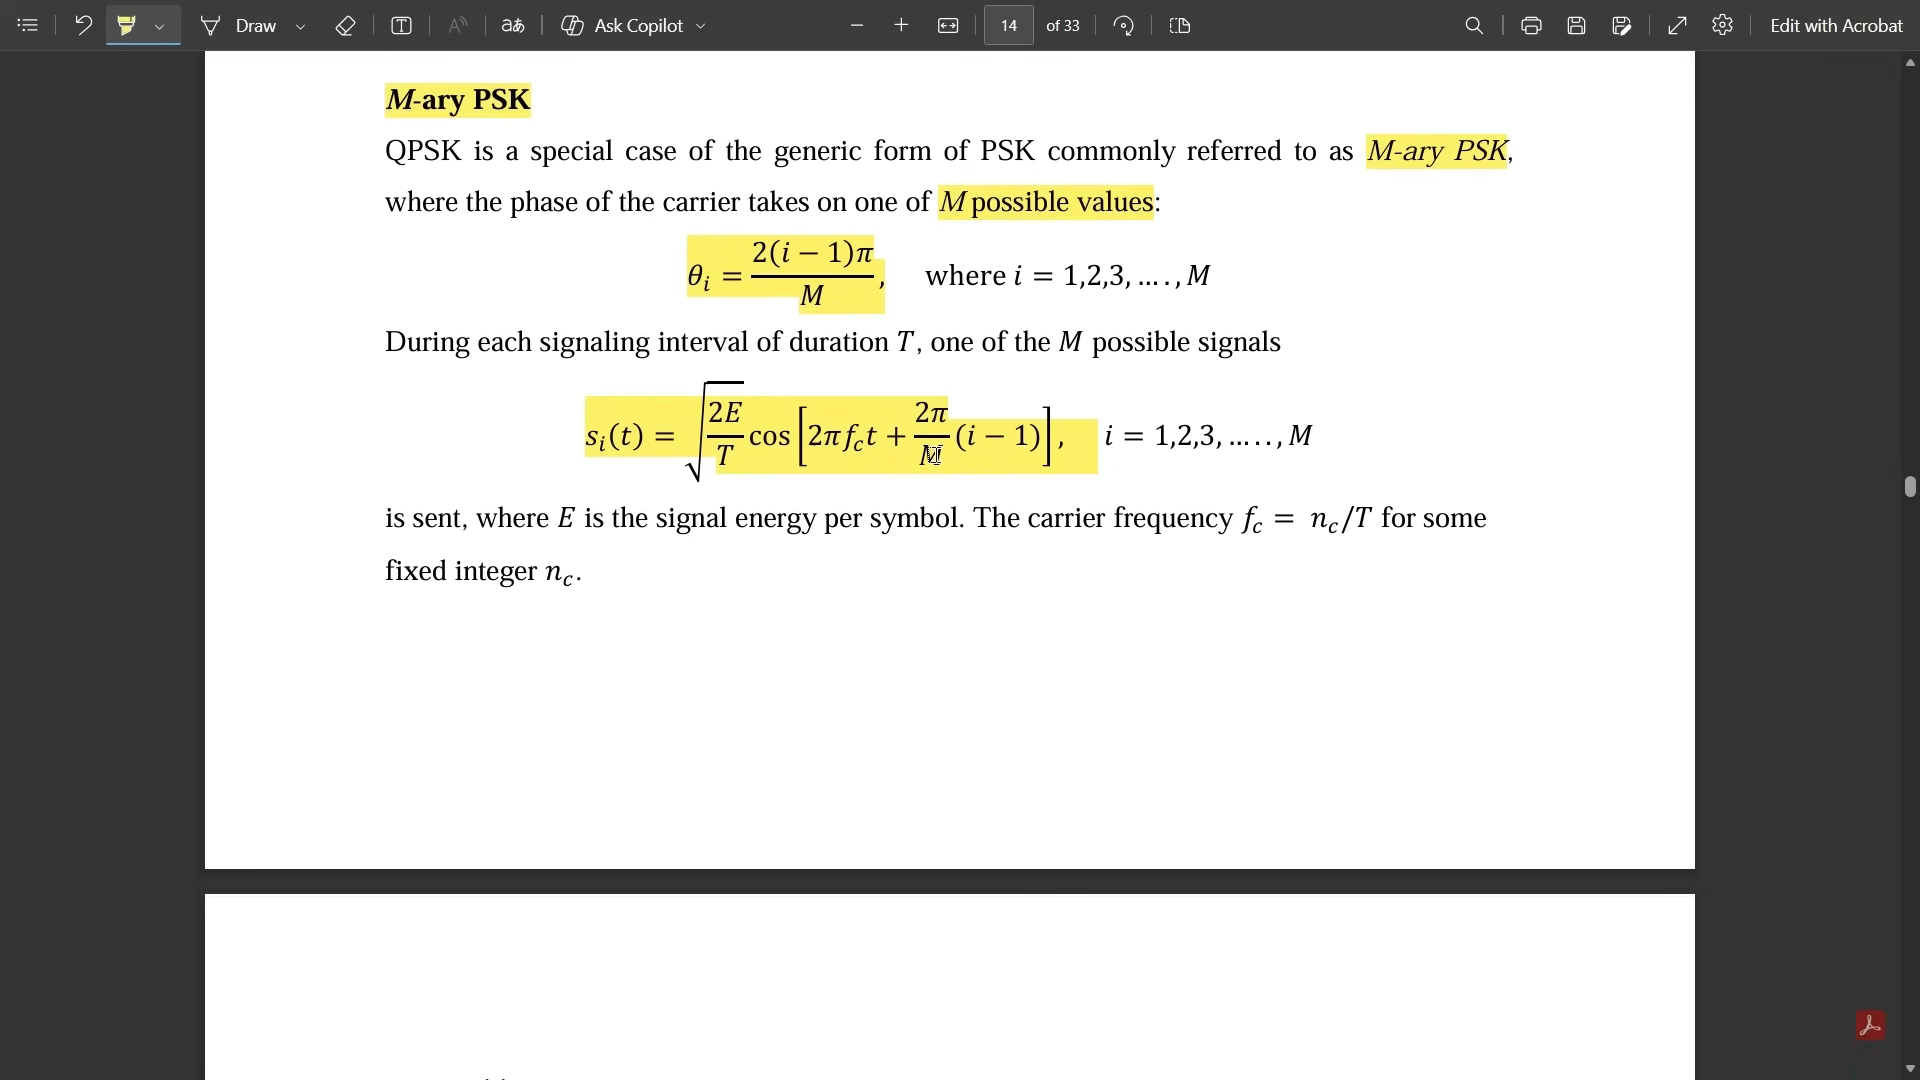 Draw
Ask Copilot
14 of 33
Edit with Acrobat
M-ary PSK
QPSK is a special case of the generic form of PSK commonly referred to as M-ary PSK,
where the phase of the carrier takes on one of M possible values:
θᵢ = 2(i − 1)π / M, where i = 1,2,3, … . , M
During each signaling interval of duration T, one of the M possible signals
sᵢ(t) = √(2E/T) cos [2πf_c t + 2π/M (i − 1)], i = 1,2,3, … . . , M
is sent, where E is the signal energy per symbol. The carrier frequency f_c = n_c/T for some
fixed integer n_c.